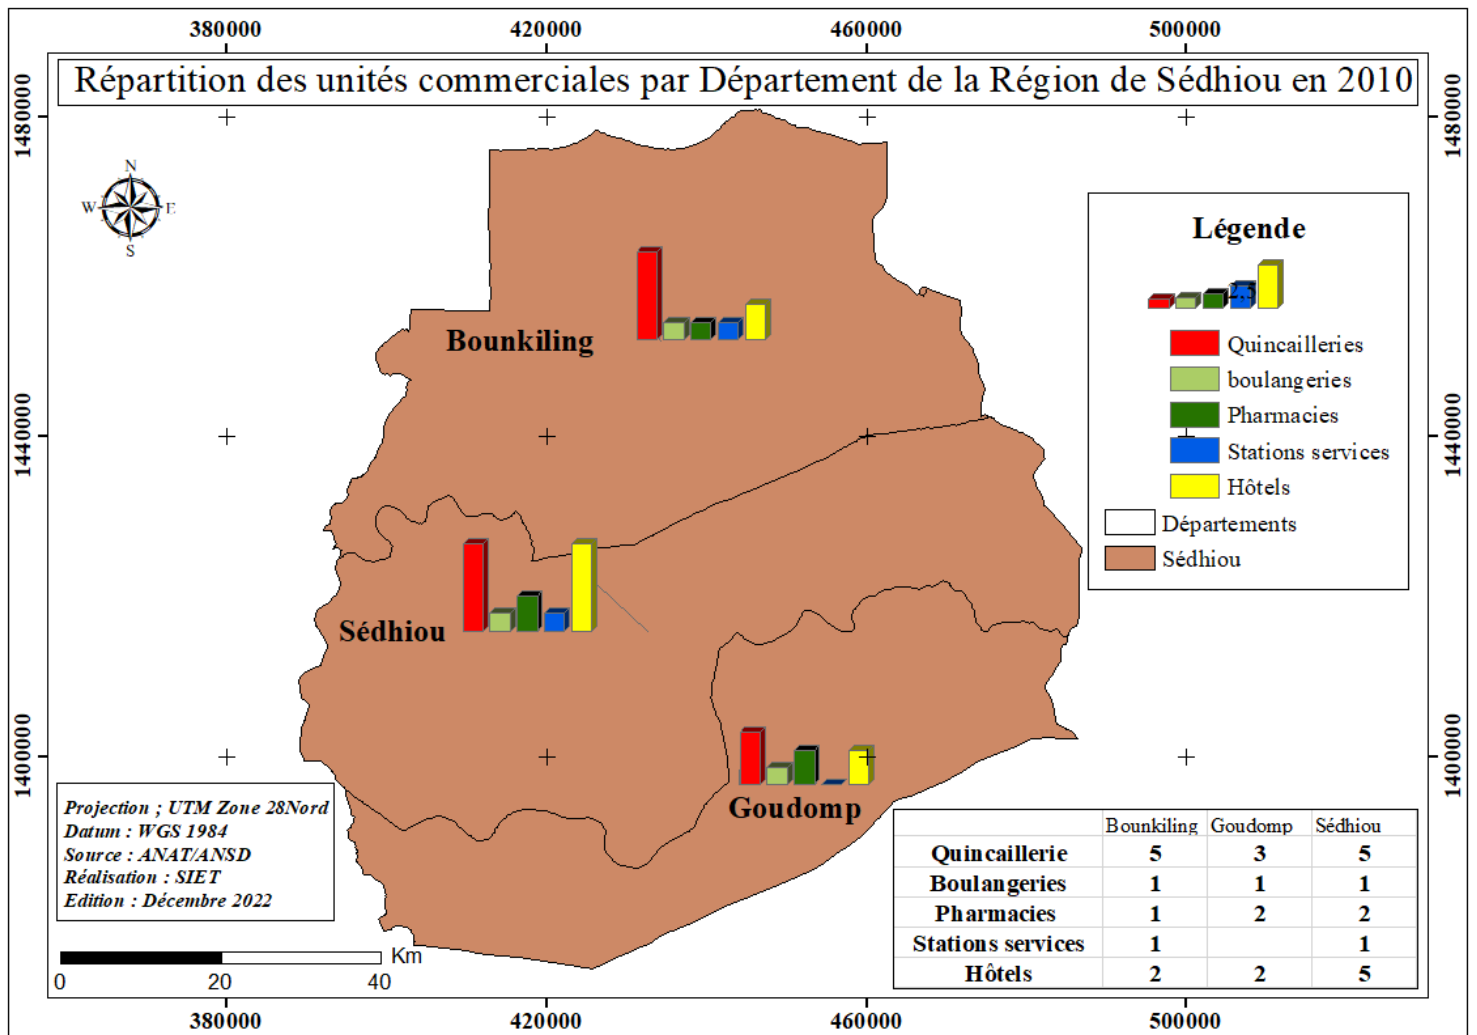 380000 420000 460000 500000
Répartition des unités commerciales par Département de la Région de Sédhiou en 2010
1480000 1480000
N
W E
S
Légende
2,5
Quincailleries
boulangeries
Pharmacies
Stations services
Hôtels
Départements
Sédhiou
Bounkiling
1440000 1440000
Sédhiou
1400000 1400000
Goudomp
Projection ; UTM Zone 28Nord
Datum : WGS 1984
Source : ANAT/ANSD
Réalisation : SIET
Edition : Décembre 2022
Km
0 20 40
Bounkiling Goudomp Sédhiou
Quincaillerie 5 3 5
Boulangeries 1 1 1
Pharmacies 1 2 2
Stations services 1 1
Hôtels 2 2 5
380000 420000 460000 500000